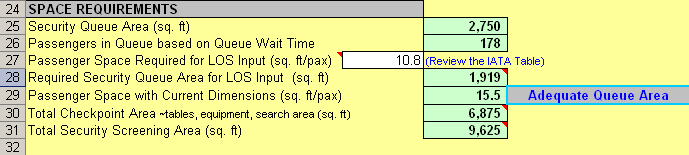 24 SPACE REQUIREMENTS
25 Security Queue Area (sq. ft) 2,750
26 Passengers in Queue based on Queue Wait Time 178
27 Passenger Space Required for LOS Input (sq. ft/pax) 10.8 (Review the IATA Table)
28 Required Security Queue Area for LOS Input (sq. ft) 1,919
29 Passenger Space with Current Dimensions (sq. ft/pax) 15.5 Adequate Queue Area
30 Total Checkpoint Area ~tables, equipment, search area (sq. ft) 6,875
31 Total Security Screening Area (sq. ft) 9,625
32